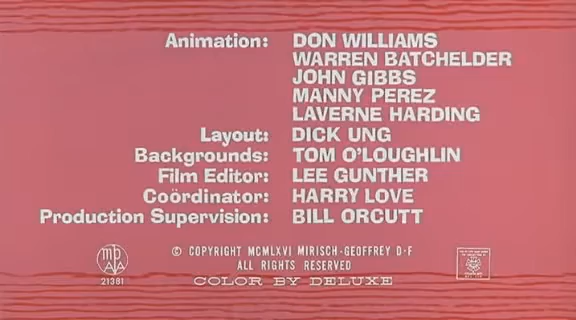 Animation: DON WILLIAMS
WARREN BATCHELDER
JOHN GIBBS
MANNY PEREZ
LAVERNE HARDING
Layout: DICK UNG
Backgrounds: TOM O'LOUGHLIN
Film Editor: LEE GUNTHER
Coördinator: HARRY LOVE
Production Supervision: BILL ORCUTT
© COPYRIGHT MCMLXVI MIRISCH-GEOFFREY D-F
ALL RIGHTS RESERVED
COLOR BY DELUXE
21381